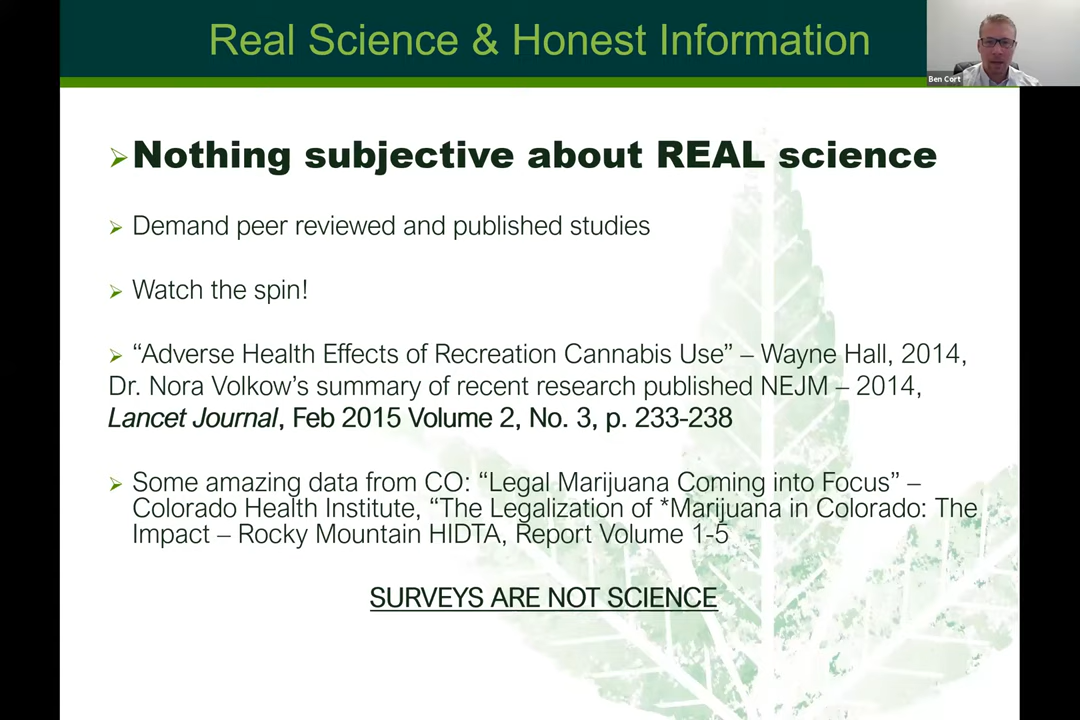 Real Science & Honest Information
Ben Cort
Nothing subjective about REAL science
Demand peer reviewed and published studies
Watch the spin!
“Adverse Health Effects of Recreation Cannabis Use” – Wayne Hall, 2014,
Dr. Nora Volkow’s summary of recent research published NEJM – 2014,
Lancet Journal, Feb 2015 Volume 2, No. 3, p. 233-238
Some amazing data from CO: “Legal Marijuana Coming into Focus” –
Colorado Health Institute, “The Legalization of *Marijuana in Colorado: The
Impact – Rocky Mountain HIDTA, Report Volume 1-5
SURVEYS ARE NOT SCIENCE